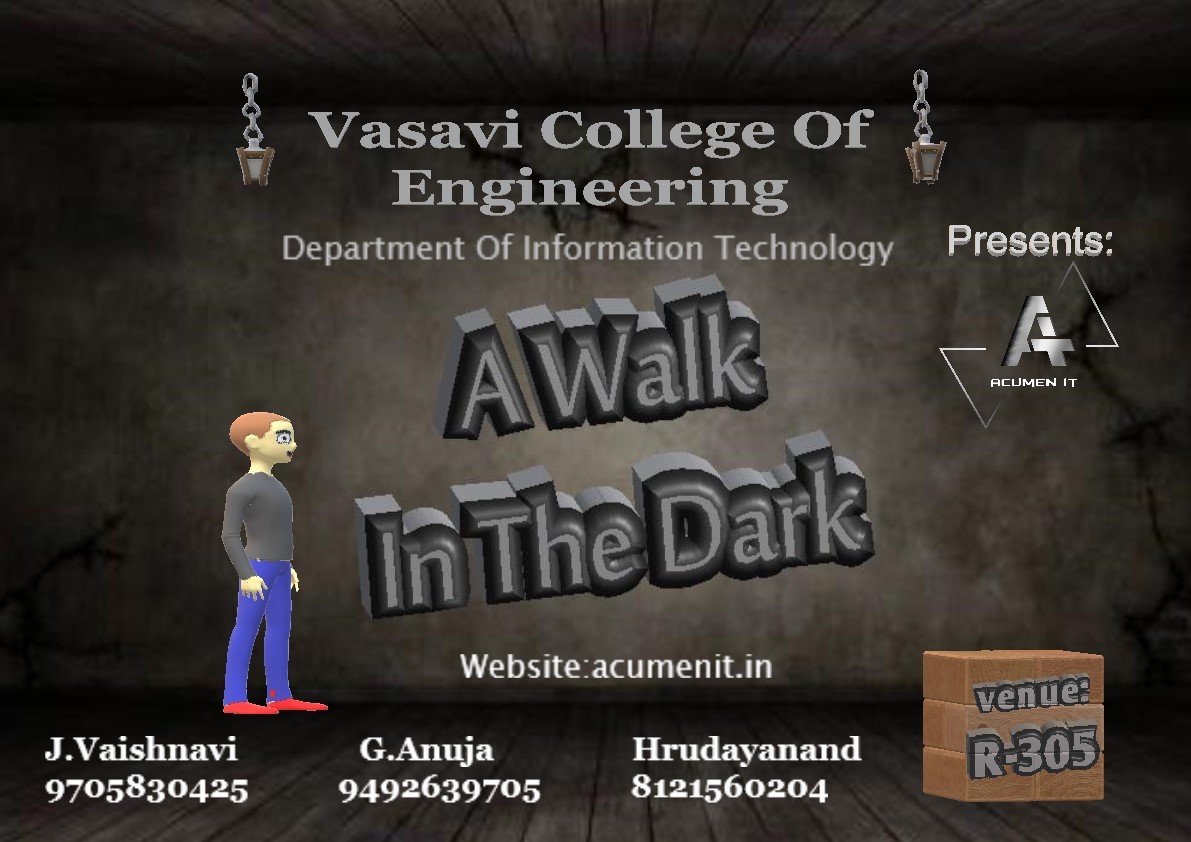 Vasavi College Of
Engineering
Department Of Information Technology
Presents:
ACUMEN IT
A Walk
In The Dark
Website:acumenit.in
venue:
R-305
J.Vaishnavi
9705830425
G.Anuja
9492639705
Hrudayanand
8121560204